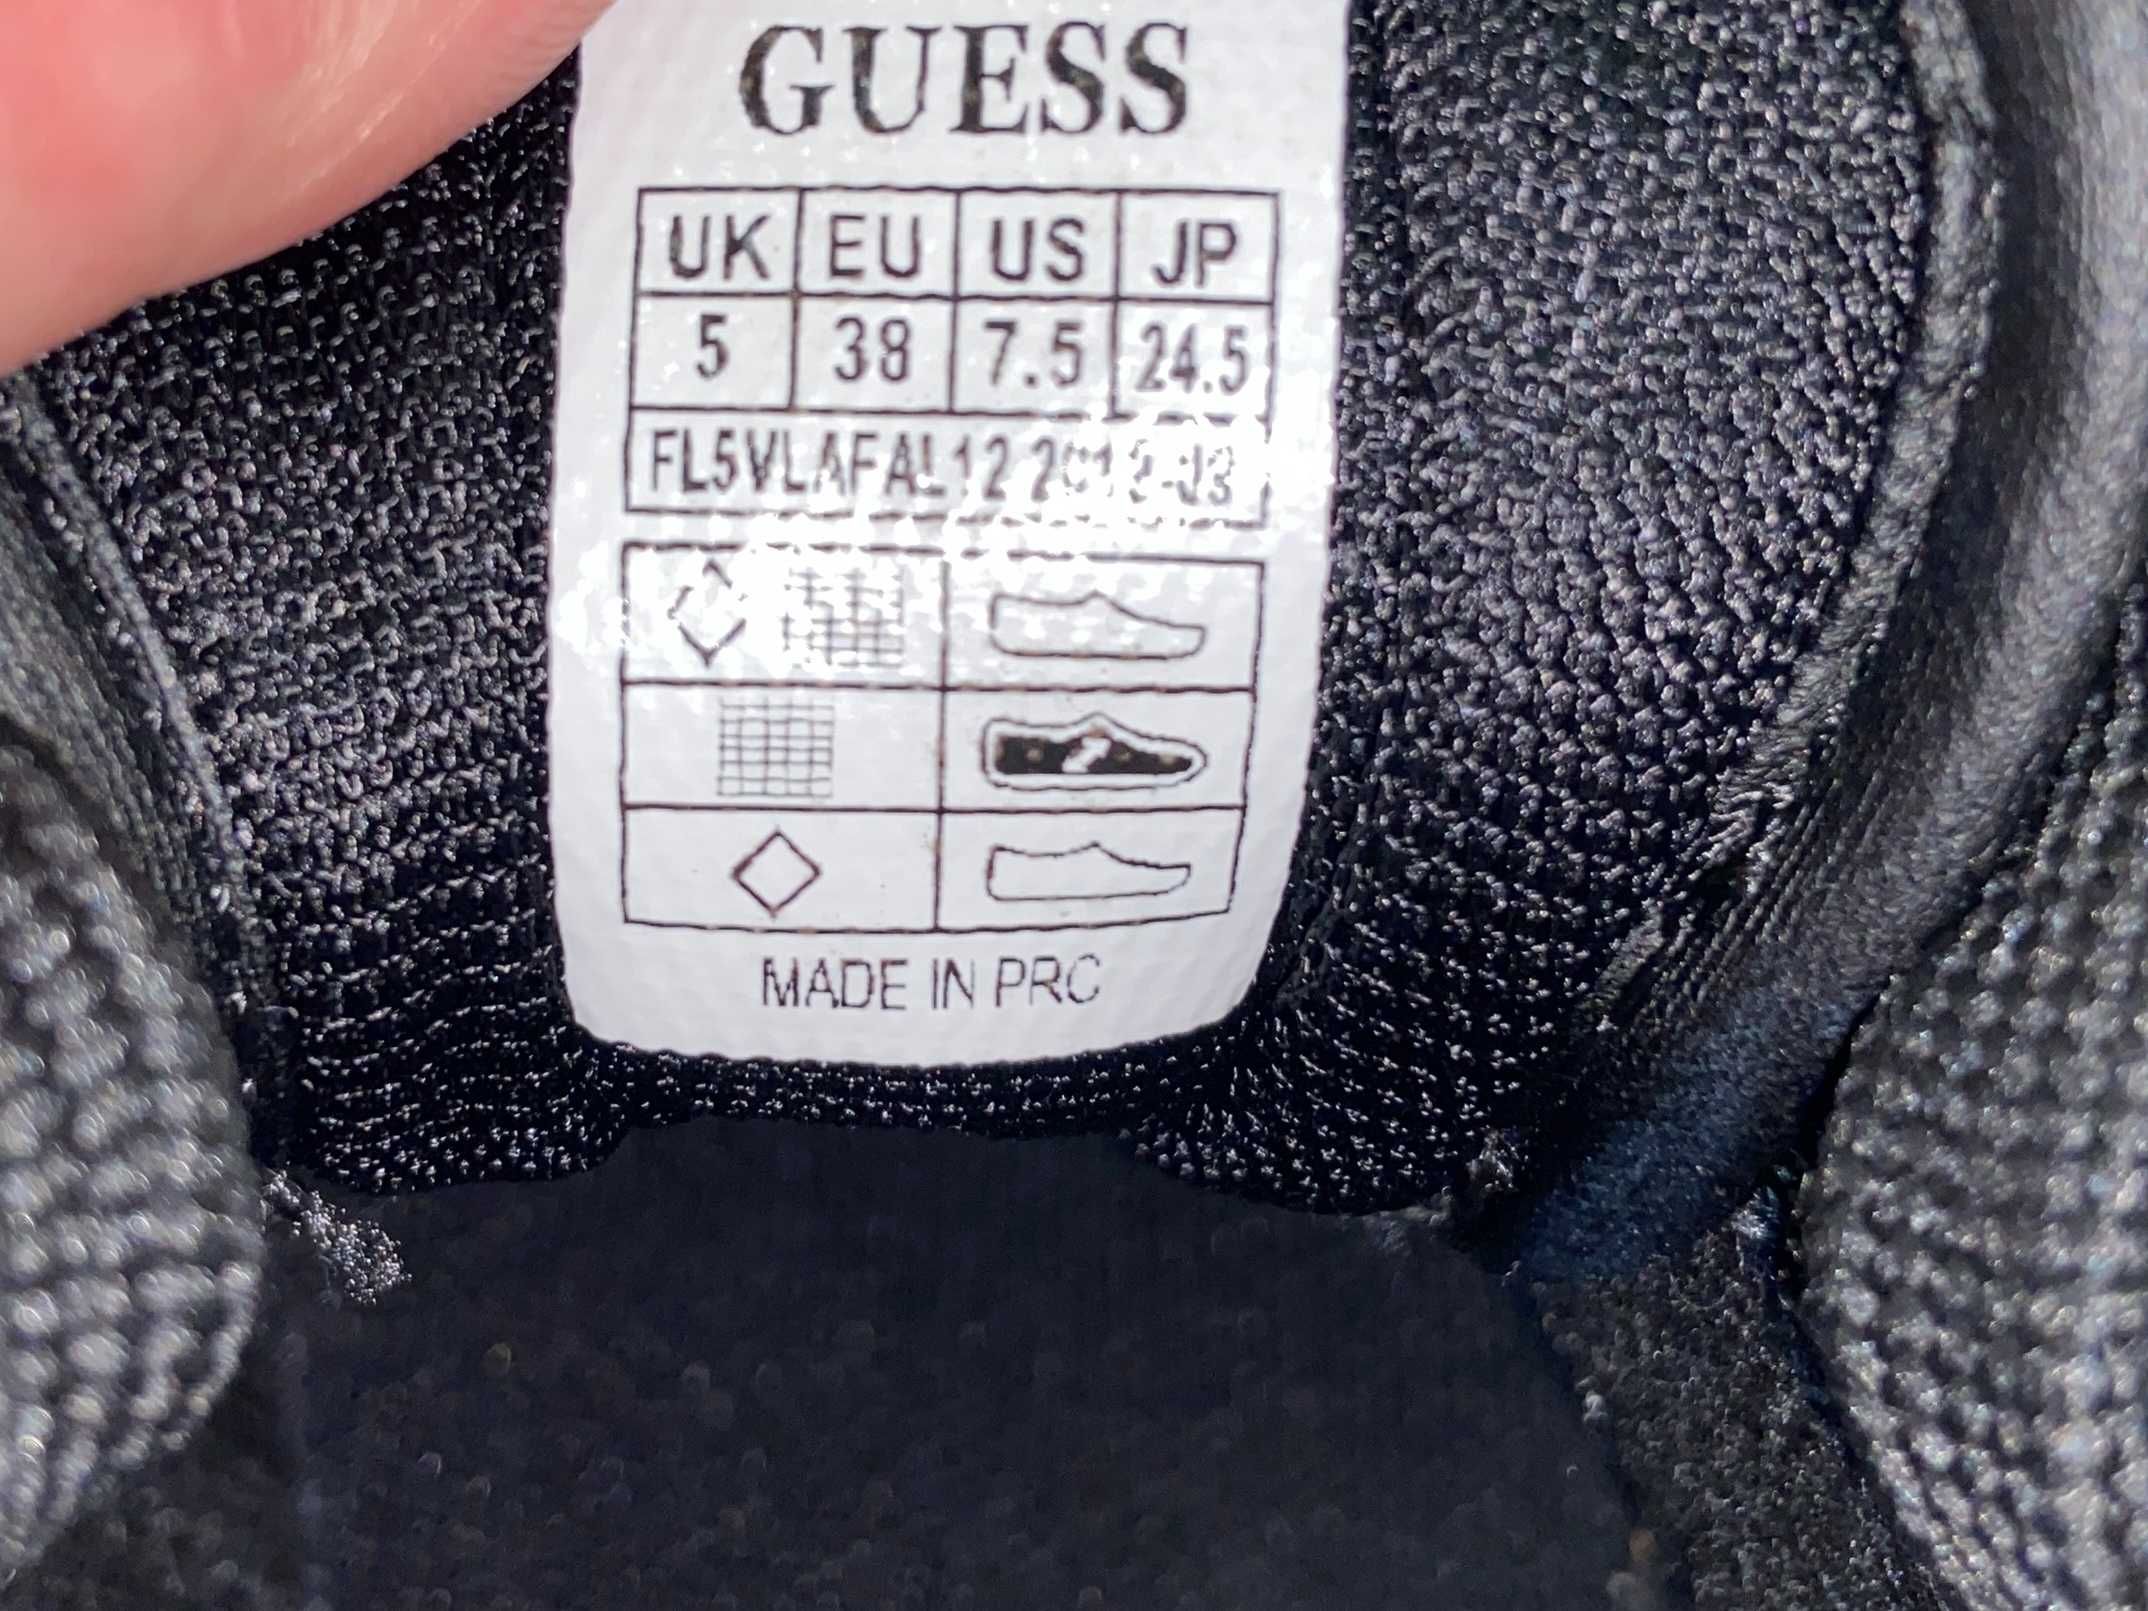 GUESS
UK EU US JP
5 38 7.5 24.5
FL5VLAFAL12
MADE IN PRC